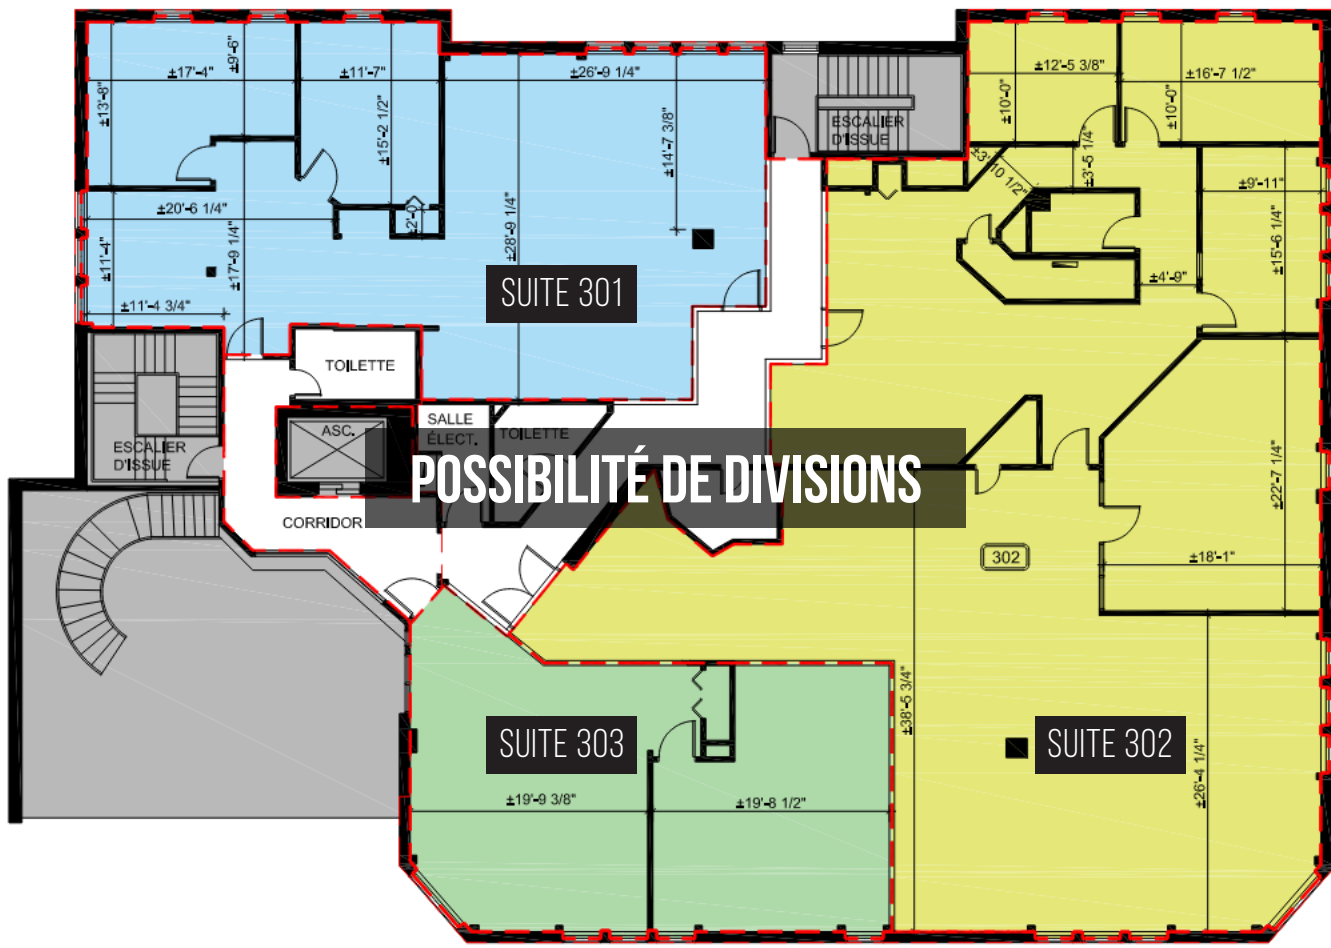 ±17'-4"
±9'-6"
±13'-8"
±11'-7"
±15'-2 1/2"
±26'-9 1/4"
±14'-7 3/8"
±28'-9 1/4"
±2'-0"
±20'-6 1/4"
±17'-9 1/4"
±11'-4"
±11'-4 3/4"
SUITE 301
ESCALIER
D'ISSUE
±12'-5 3/8"
±10'-0"
±16'-7 1/2"
±10'-0"
±3'-5 1/4"
±3'-10 1/2"
±9'-11"
±15'-6 1/4"
±4'-9"
TOILETTE
ESCALIER
D'ISSUE
ASC.
SALLE
ÉLECT.
TOILETTE
POSSIBILITÉ DE DIVISIONS
CORRIDOR
302
±22'-7 1/4"
±18'-1"
±38'-5 3/4"
±26'-4 1/4"
SUITE 303
SUITE 302
±19'-9 3/8"
±19'-8 1/2"